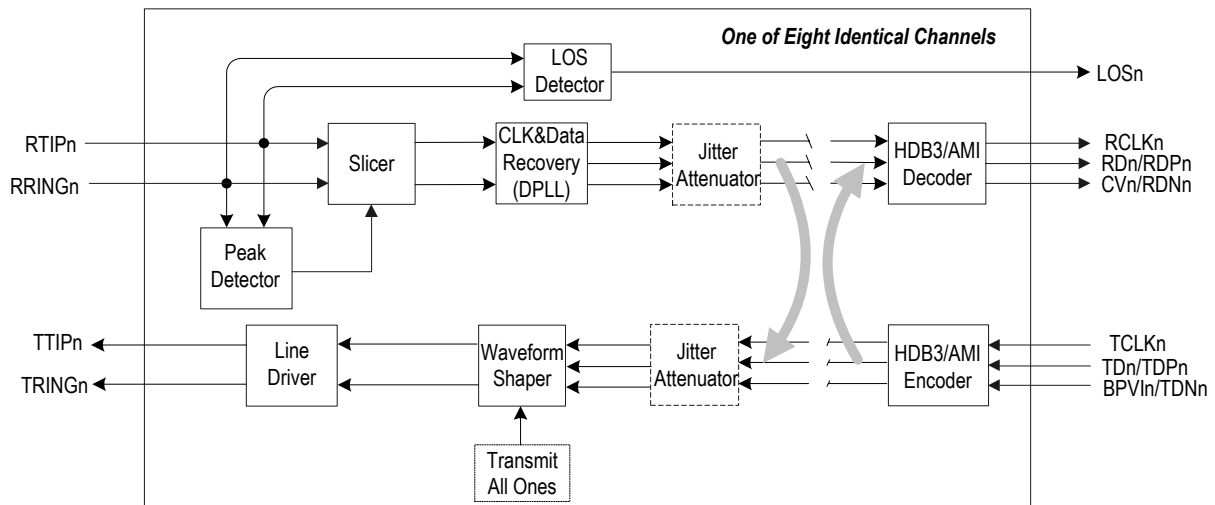 One of Eight Identical Channels
LOS
Detector
LOSn
RTIPn
RRINGn
Slicer
CLK&Data
Recovery
(DPLL)
Jitter
Attenuator
HDB3/AMI
Decoder
RCLKn
RDn/RDPn
CVn/RDNn
Peak
Detector
TTIPn
TRINGn
Line
Driver
Waveform
Shaper
Jitter
Attenuator
HDB3/AMI
Encoder
TCLKn
TDn/TDPn
BPVIn/TDNn
Transmit
All Ones